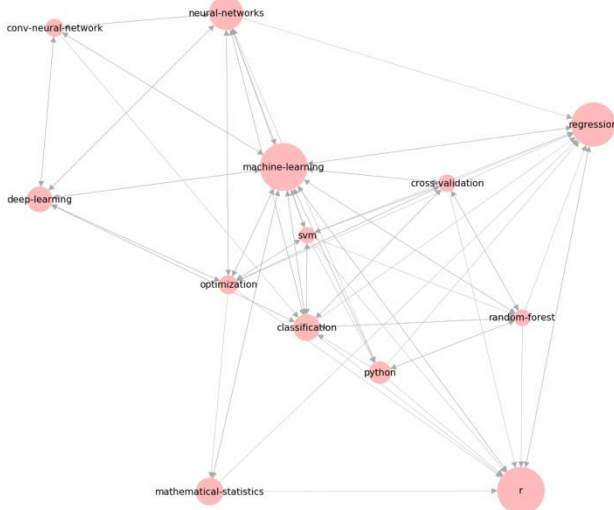 neural-networks
conv-neural-network
regression
machine-learning
cross-validation
deep-learning
svm
optimization
random-forest
classification
python
mathematical-statistics
r